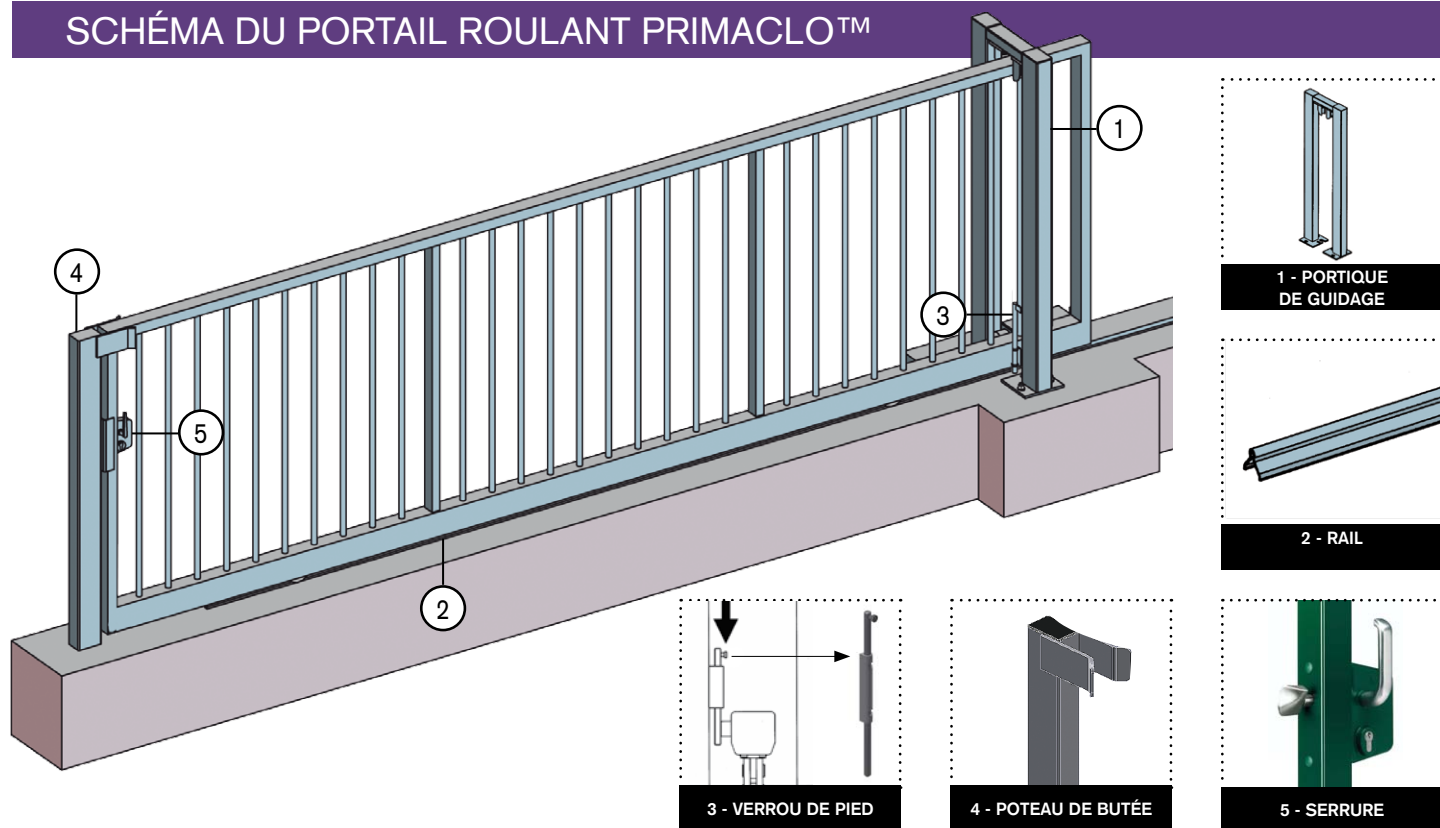 SCHÉMA DU PORTAIL ROULANT PRIMACLO™
1
1 - PORTIQUE
DE GUIDAGE
4
3
5
2 - RAIL
2
3 - VERROU DE PIED
4 - POTEAU DE BUTÉE
5 - SERRURE